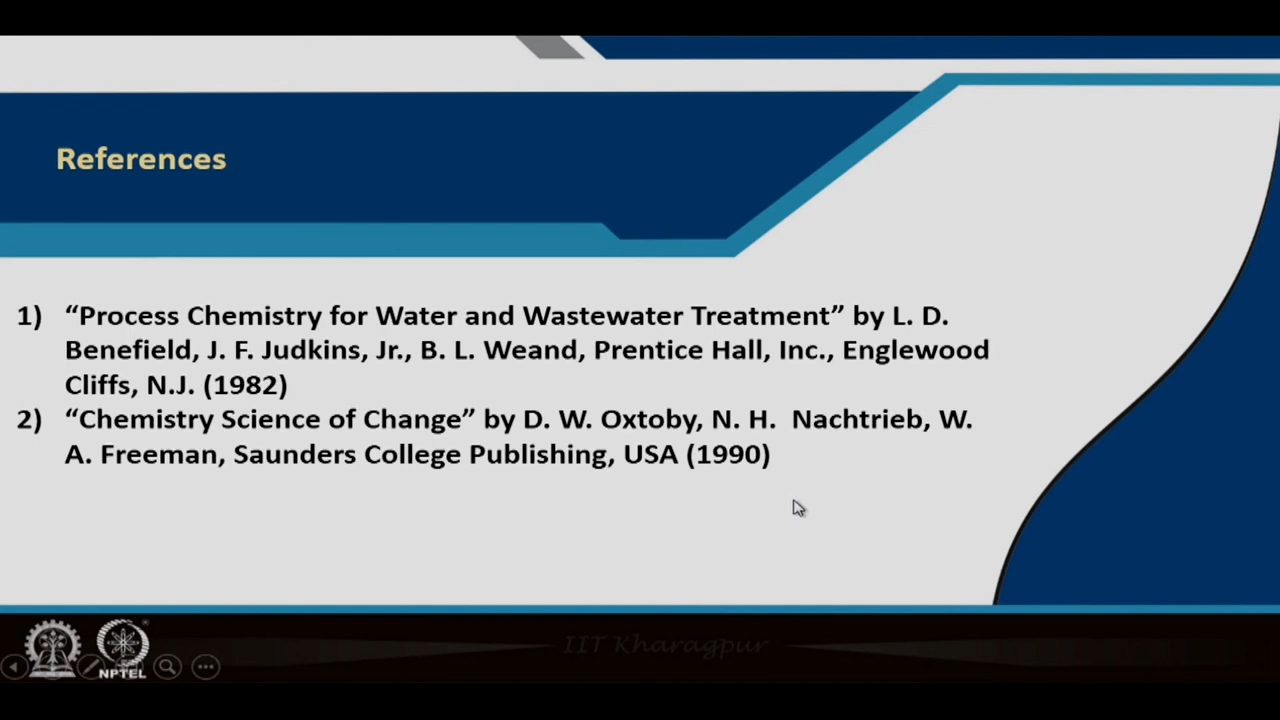 References
1) “Process Chemistry for Water and Wastewater Treatment” by L. D.
Benefield, J. F. Judkins, Jr., B. L. Weand, Prentice Hall, Inc., Englewood
Cliffs, N.J. (1982)
2) “Chemistry Science of Change” by D. W. Oxtoby, N. H. Nachtrieb, W.
A. Freeman, Saunders College Publishing, USA (1990)
IIT Kharagpur
NPTEL